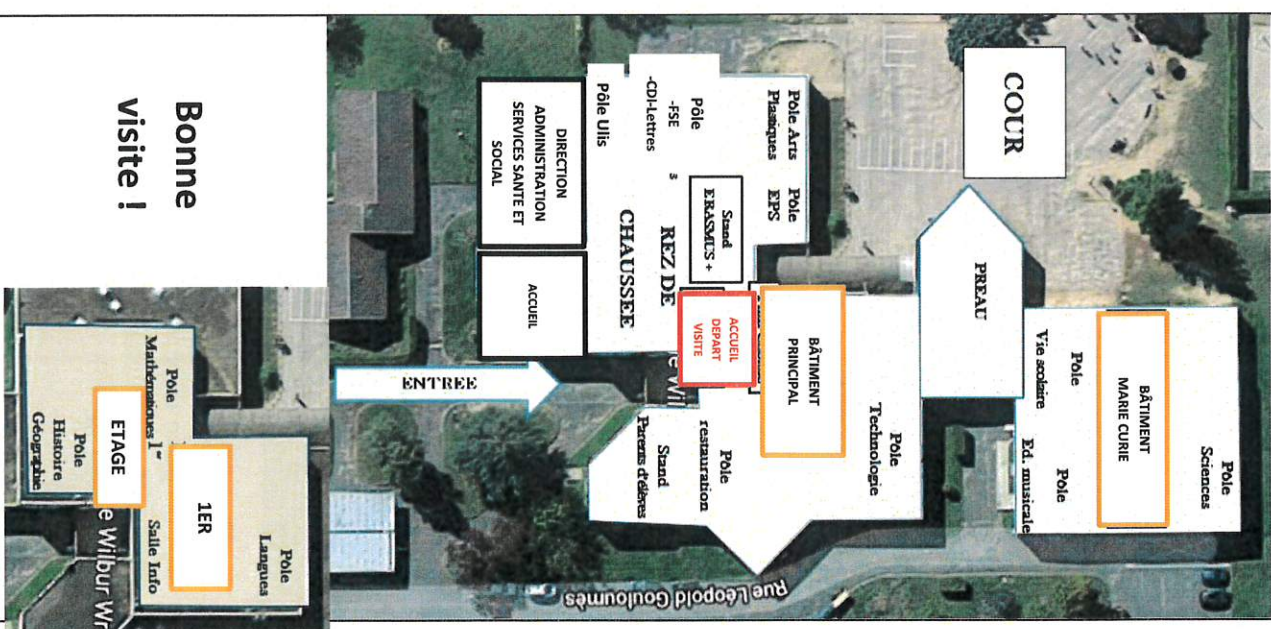 COUR
PREAU
Pôle
Sciences
BÂTIMENT
MARIE CURIE
Pôle
Vie scolaire
Pôle
Ed. musicale
Pôle Arts
Plastiques
Pôle
EPS
Stand
ERASMUS +
Pôle
-FSE
-CDI-Lettres
Pôle Ulis
REZ DE
CHAUSSEE
ACCUEIL
DEPART
VISITE
BÂTIMENT
PRINCIPAL
Pôle
Technologie
Pôle
restauration
Stand
Parents d'élèves
DIRECTION
ADMINISTRATION
SERVICES SANTE ET
SOCIAL
ACCUEIL
ENTREE
Rue Léopold Gouloumès
Bonne
visite !
Pôle
Mathématiques 1er
Pôle
Histoire
Géographie
ETAGE
1ER
Salle Info
Pôle
Langues
e Wilbur Wr